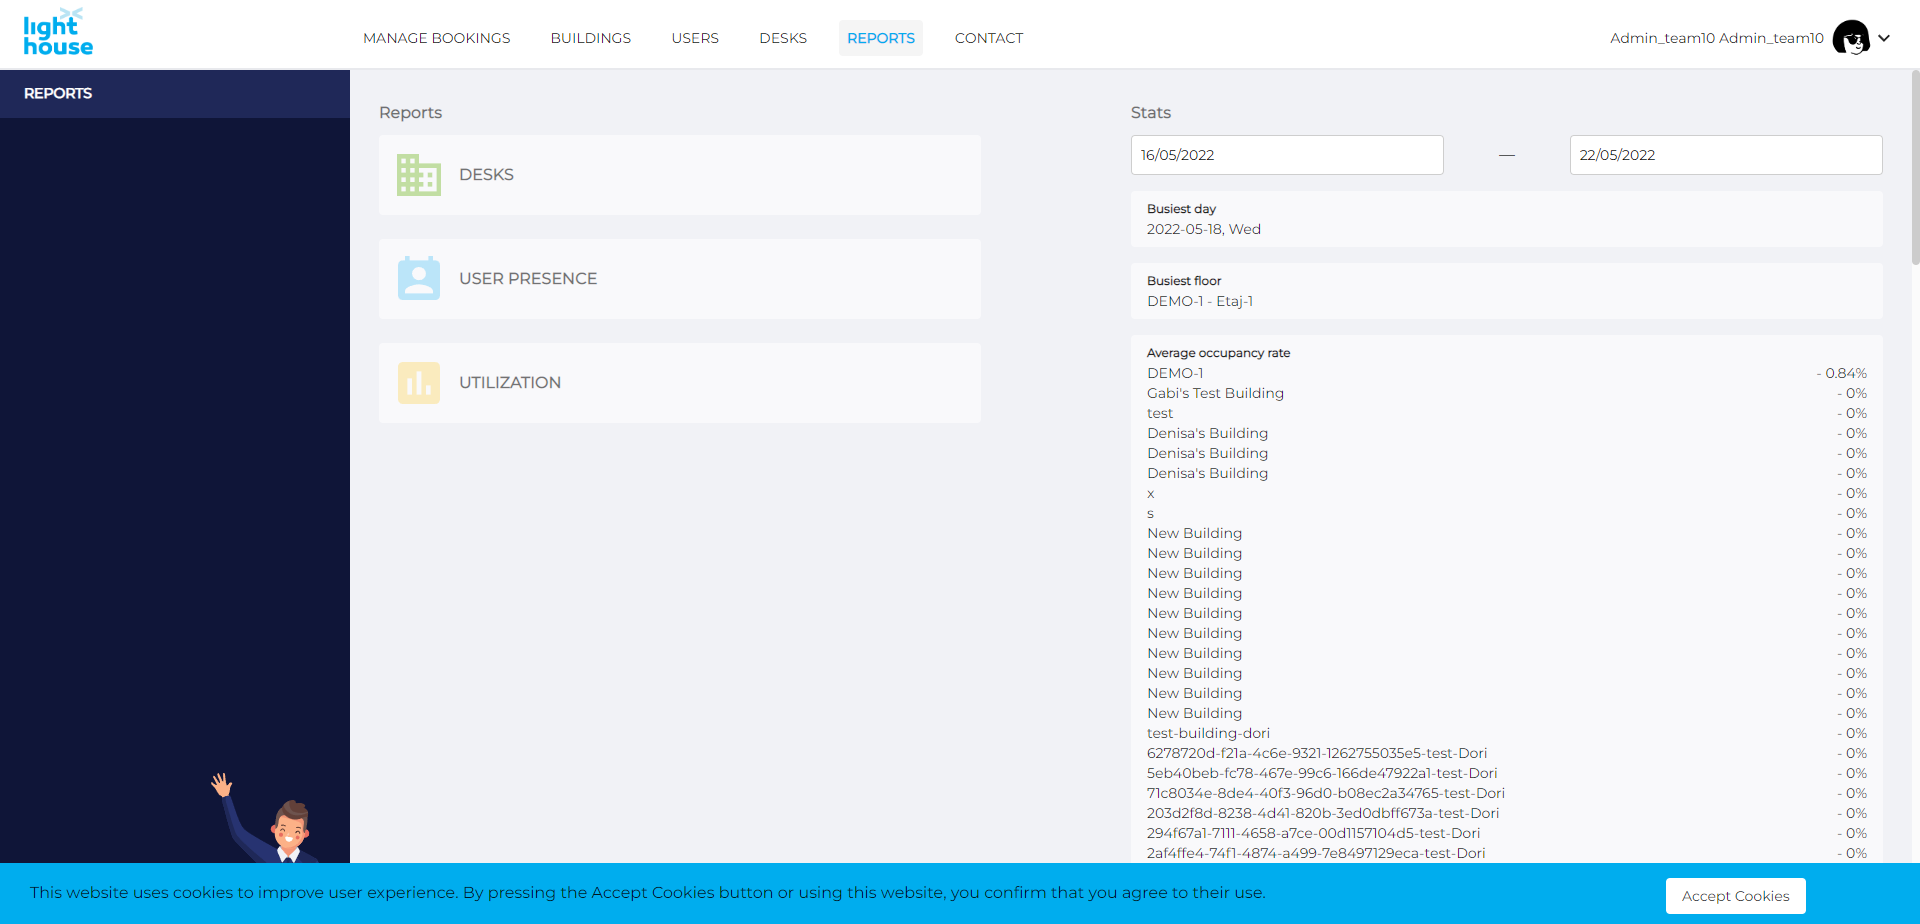 light
house
MANAGE BOOKINGS
BUILDINGS
USERS
DESKS
REPORTS
CONTACT
Admin_team10 Admin_team10
REPORTS
Reports
DESKS
USER PRESENCE
UTILIZATION
Stats
16/05/2022
—
22/05/2022
Busiest day
2022-05-18, Wed
Busiest floor
DEMO-1 - Etaj-1
Average occupancy rate
DEMO-1 - 0.84%
Gabi's Test Building - 0%
test - 0%
Denisa's Building - 0%
Denisa's Building - 0%
Denisa's Building - 0%
x - 0%
s - 0%
New Building - 0%
New Building - 0%
New Building - 0%
New Building - 0%
New Building - 0%
New Building - 0%
New Building - 0%
New Building - 0%
New Building - 0%
New Building - 0%
test-building-dori - 0%
6278720d-f21a-4c6e-9321-1262755035e5-test-Dori - 0%
5eb40beb-fc78-467e-99c6-166de47922a1-test-Dori - 0%
71c8034e-8de4-40f3-96d0-b08ec2a34765-test-Dori - 0%
203d2f8d-8238-4d41-820b-3ed0dbff673a-test-Dori - 0%
294f67a1-7111-4658-a7ce-00d1157104d5-test-Dori - 0%
2af4ffe4-74f1-4874-a499-7e8497129eca-test-Dori - 0%
This website uses cookies to improve user experience. By pressing the Accept Cookies button or using this website, you confirm that you agree to their use.
Accept Cookies